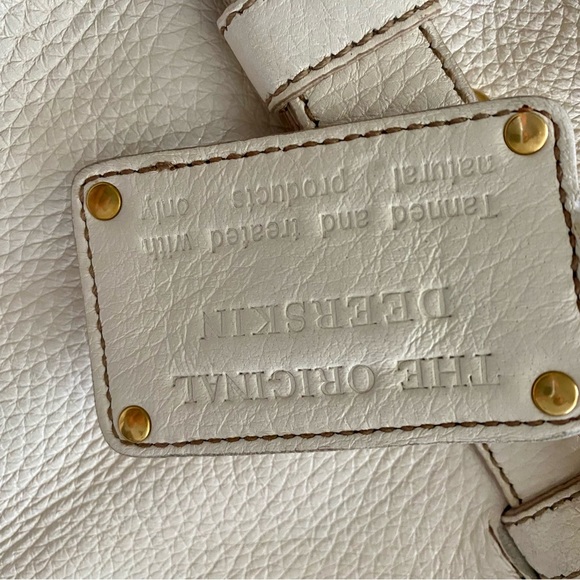 THE ORIGINAL
DEERSKIN
Tanned and treated with
natural products only